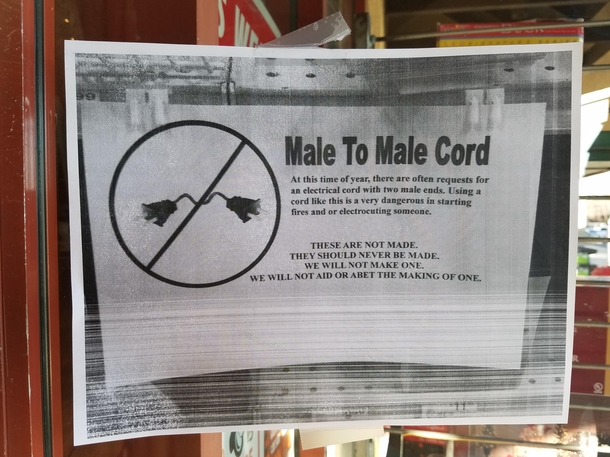 Male To Male Cord
At this time of year, there are often requests for
an electrical cord with two male ends. Using a
cord like this is a very dangerous in starting
fires and or electrocuting someone.
THESE ARE NOT MADE.
THEY SHOULD NEVER BE MADE.
WE WILL NOT MAKE ONE.
WE WILL NOT AID OR ABET THE MAKING OF ONE.